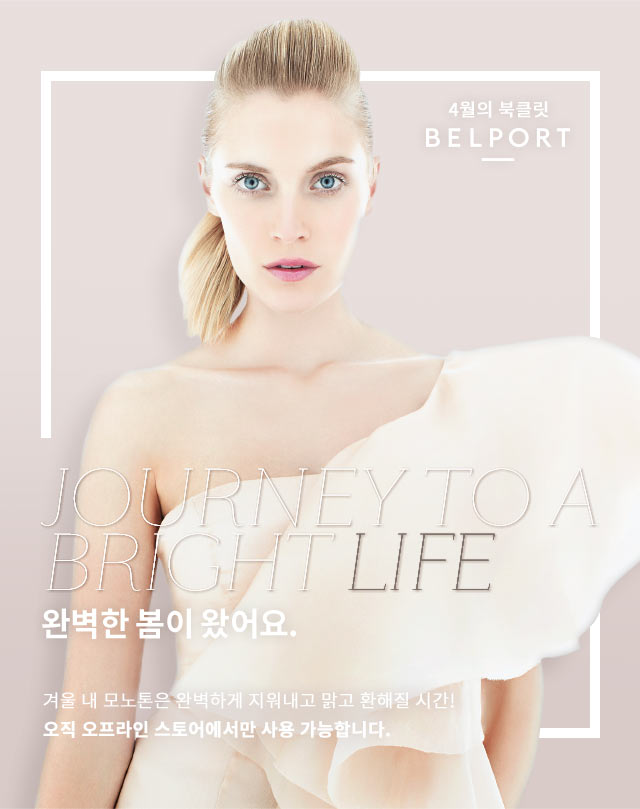 4월의 북클릿
BELPORT
JOURNEY TO A
BRIGHT LIFE
완벽한 봄이 왔어요.
겨울 내 모노톤은 완벽하게 지워내고 맑고 환해질 시간!
오직 오프라인 스토어에서만 사용 가능합니다.